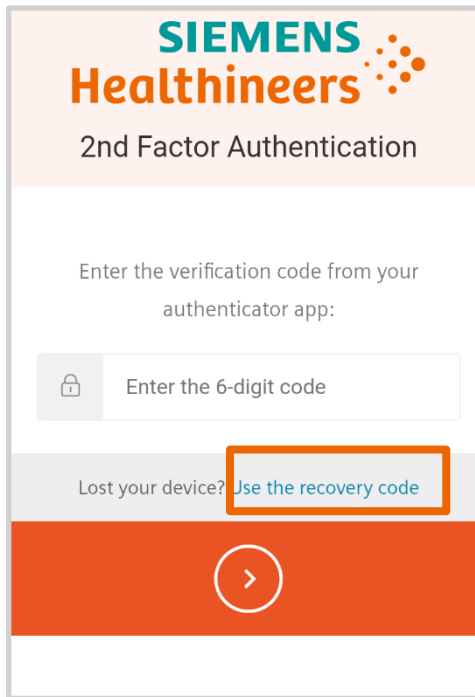 SIEMENS
Healthineers
2nd Factor Authentication
Enter the verification code from your
authenticator app:
Enter the 6-digit code
Lost your device? Use the recovery code